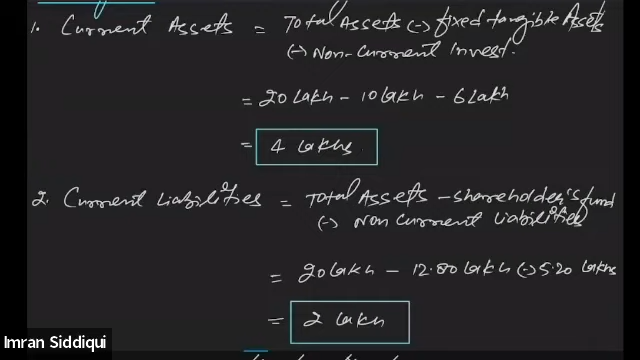 1. Current Assets = Total Assets (-) fixed tangible Assets
(-) Non-Current Invest.
= 20 Lakh - 10 Lakh - 6 Lakh
= 4 Lakhs
2. Current Liabilities = Total Assets - shareholder's fund
(-) Non Current Liabilities
= 20 lakh - 12.80 lakh (-) 5.20 lakhs
= 2 lakh
Imran Siddiqui